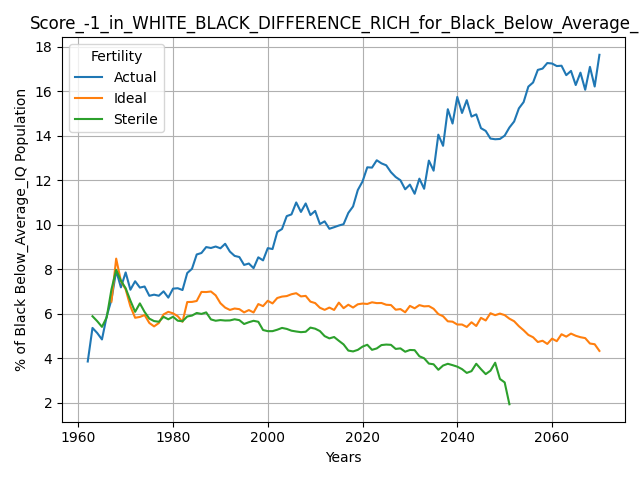 Score_-1_in_WHITE_BLACK_DIFFERENCE_RICH_for_Black_Below_Average_
Fertility
Actual
Ideal
Sterile
% of Black Below_Average_IQ Population
18
16
14
12
10
8
6
4
2
1960 1980 2000 2020 2040 2060
Years